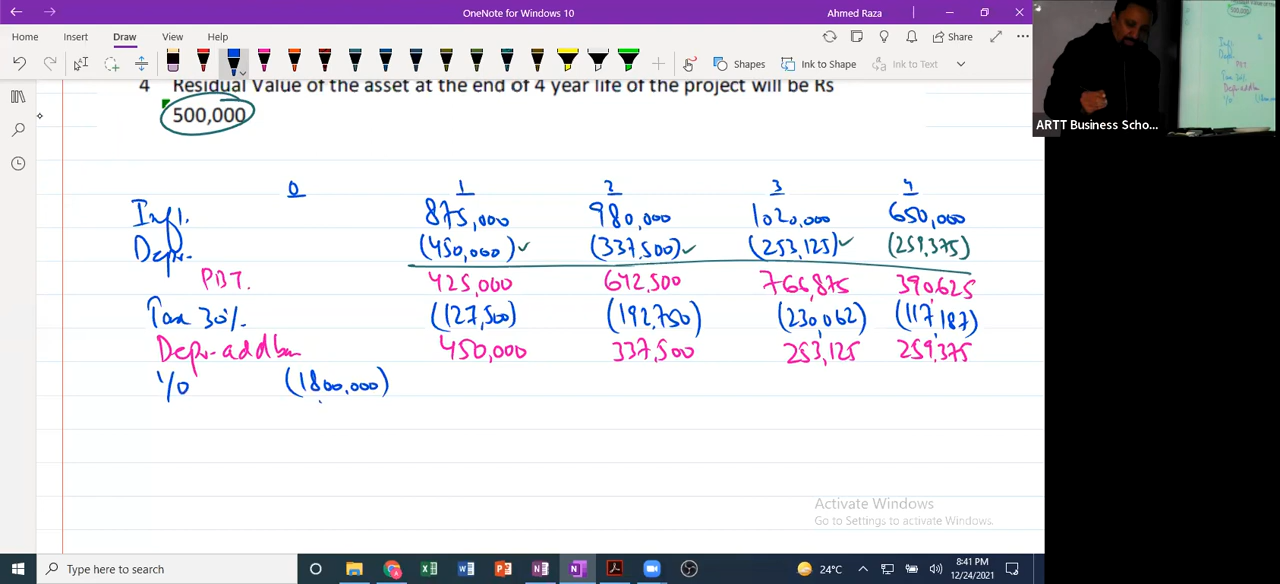 OneNote for Windows 10
Ahmed Raza
Home Insert Draw View Help
Share
Shapes Ink to Shape Ink to Text
4 Residual Value of the asset at the end of 4 year life of the project will be Rs
500,000
ARTT Business Scho...
0 1 2 3 4
Infl. 875,000 980,000 1020,000 650,000
Depr. (450,000) ✓ (337,500) ✓ (253,125) ✓ (259,375)
PBT. 425,000 642,500 766,875 390,625
Tax 30% (127,500) (192,750) (230,062) (117,187)
Depr-addbac 450,000 337,500 253,125 259,375
I/O (1800,000)
Activate Windows
Go to Settings to activate Windows.
Type here to search
24°C
8:41 PM
12/24/2021